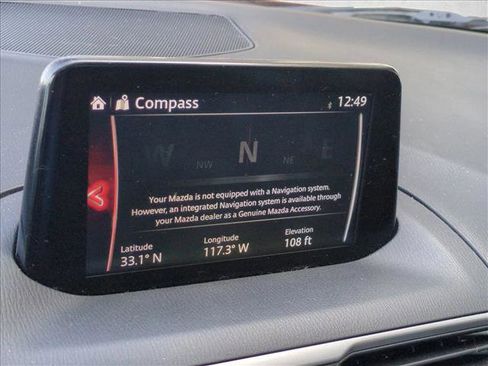 Compass
12:49
W NW N NE E
Your Mazda is not equipped with a Navigation system.
However, an integrated Navigation system is available through
your Mazda dealer as a Genuine Mazda Accessory.
Latitude Longitude Elevation
33.1° N 117.3° W 108 ft